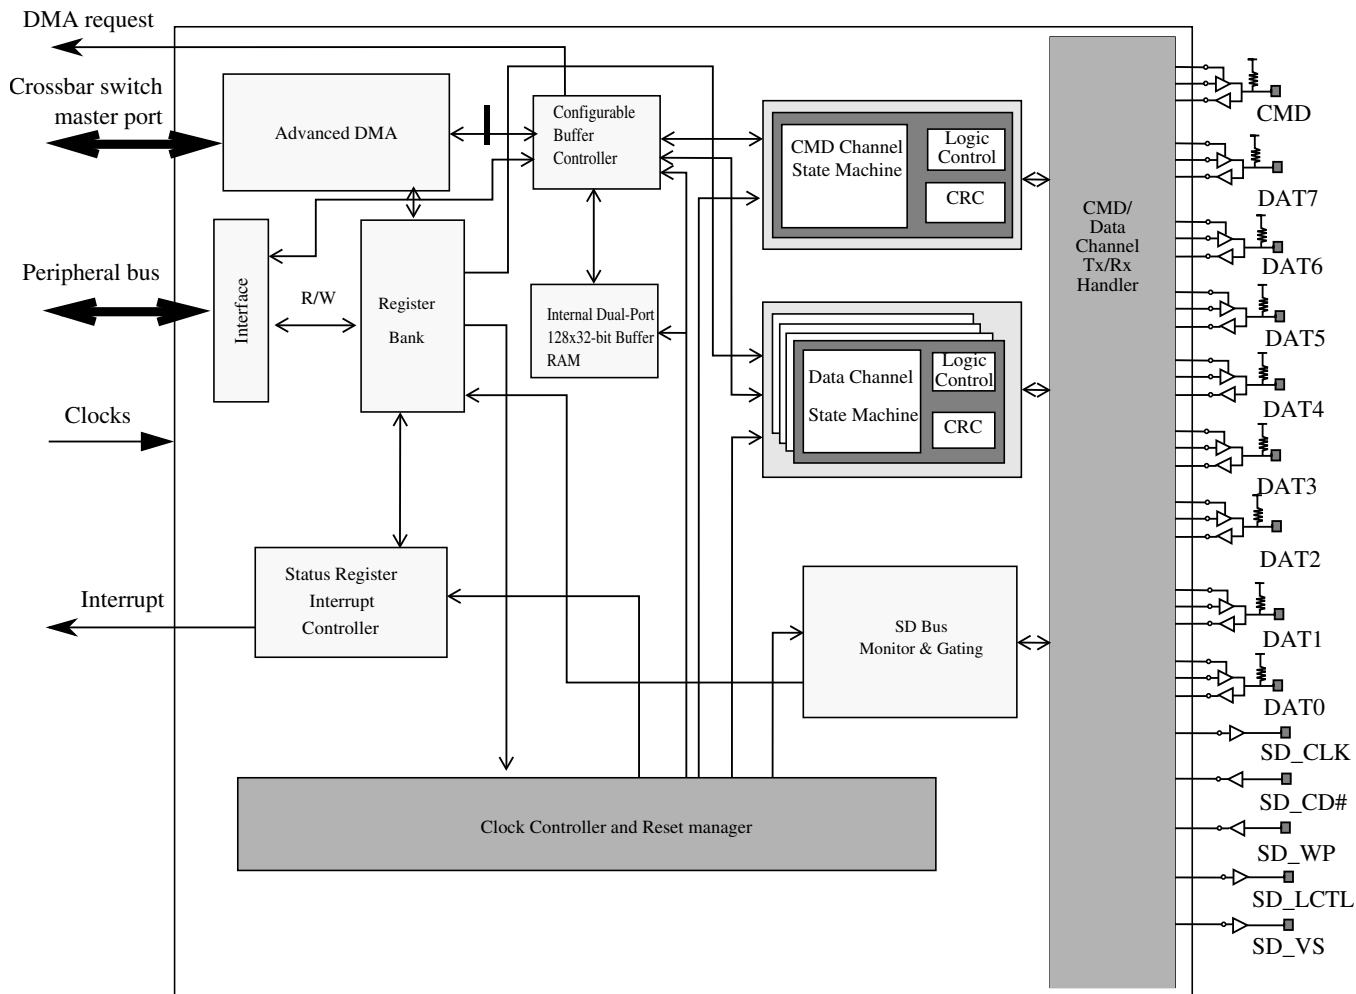 DMA request
Crossbar switch
master port
Peripheral bus
Clocks
Interrupt
Advanced DMA
Configurable
Buffer
Controller
Interface
R/W
Register
Bank
Internal Dual-Port
128x32-bit Buffer
RAM
Status Register
Interrupt
Controller
CMD Channel
State Machine
Logic
Control
CRC
Data Channel
State Machine
Logic
Control
CRC
SD Bus
Monitor & Gating
Clock Controller and Reset manager
CMD/
Data
Channel
Tx/Rx
Handler
CMD
DAT7
DAT6
DAT5
DAT4
DAT3
DAT2
DAT1
DAT0
SD_CLK
SD_CD#
SD_WP
SD_LCTL
SD_VS